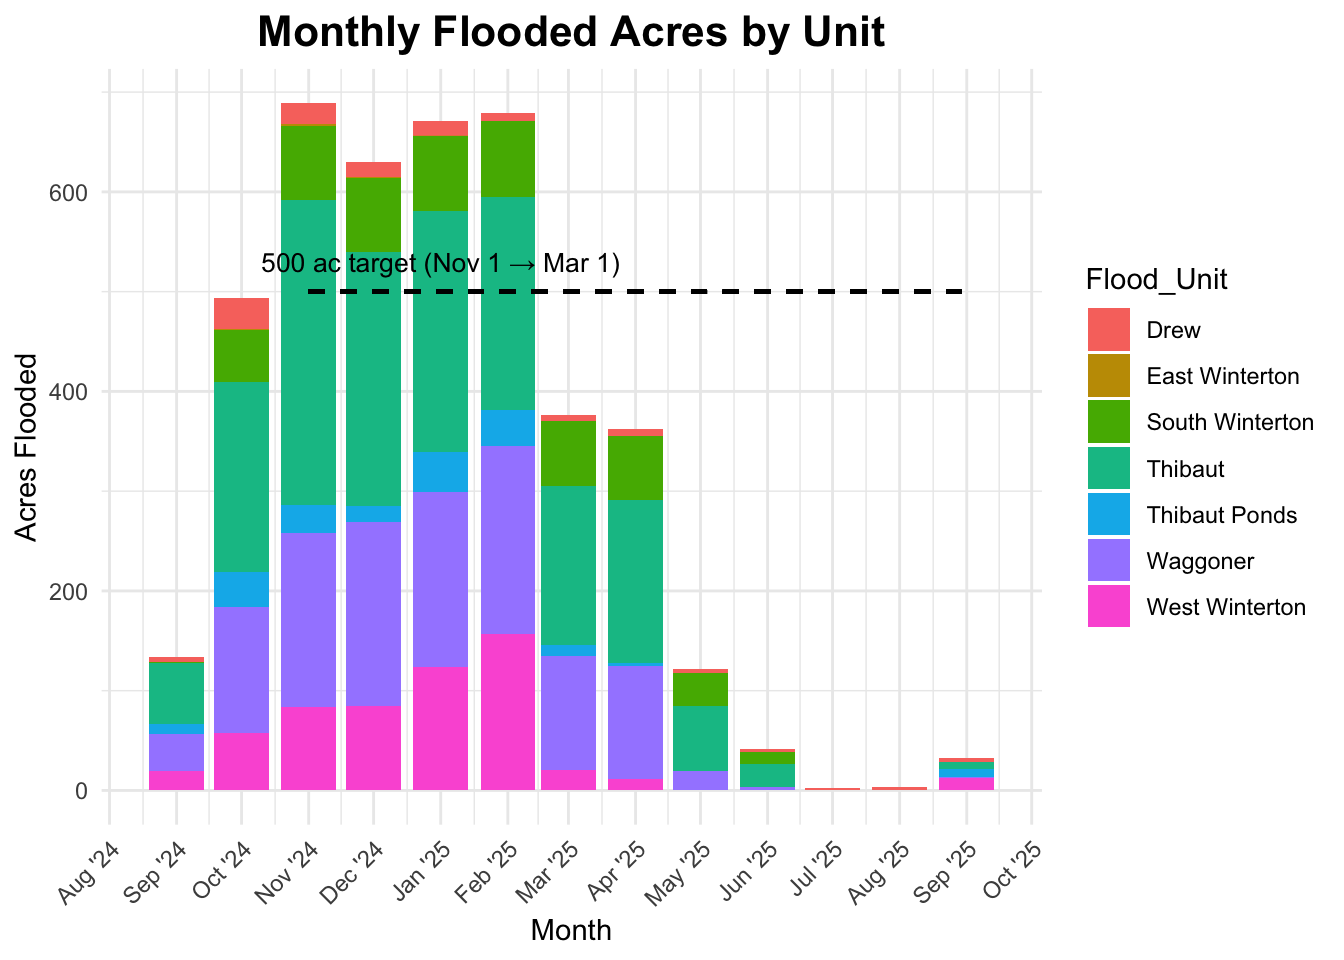 Monthly Flooded Acres by Unit
Acres Flooded
600
400
200
0
500 ac target (Nov 1 → Mar 1)
Aug '24
Sep '24
Oct '24
Nov '24
Dec '24
Jan '25
Feb '25
Mar '25
Apr '25
May '25
Jun '25
Jul '25
Aug '25
Sep '25
Oct '25
Month
Flood_Unit
Drew
East Winterton
South Winterton
Thibaut
Thibaut Ponds
Waggoner
West Winterton